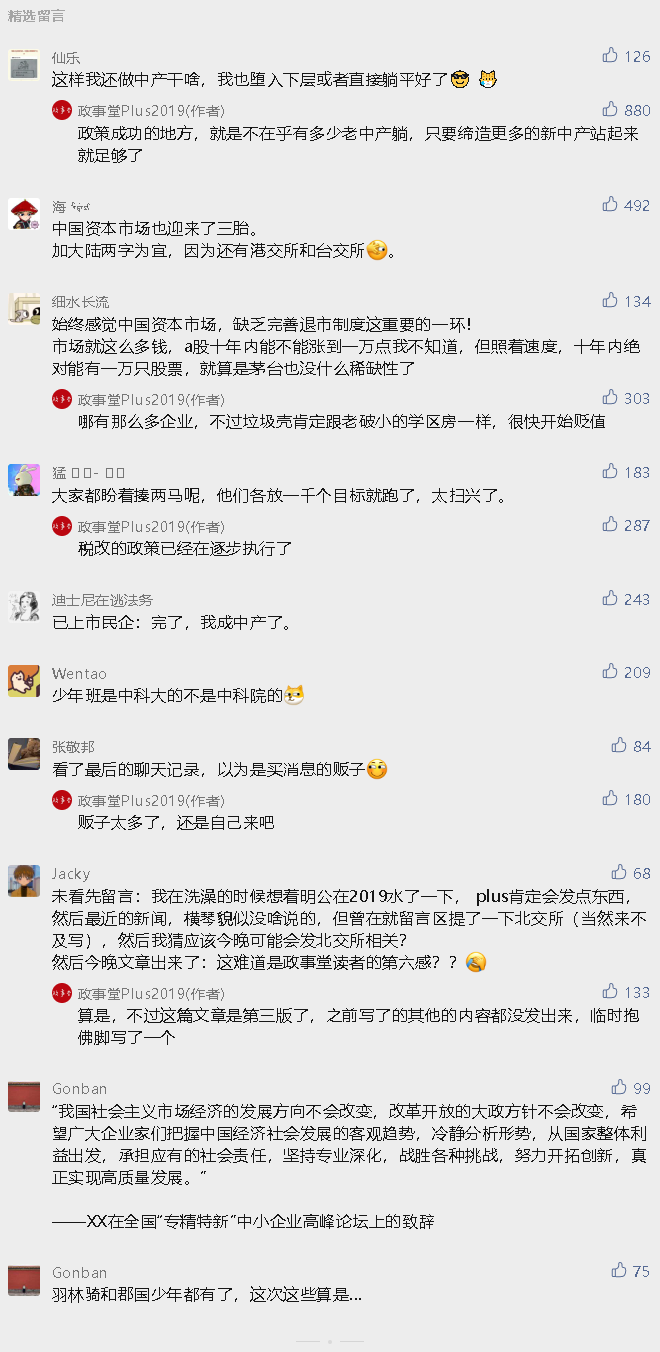 精选留言
仙乐
126
这样我还做中产干啥，我也堕入下层或者直接躺平好了😎 😹
政事堂Plus2019(作者)
880
政策成功的地方，就是不在乎有多少老中产躺，只要缔造更多的新中产站起来
就足够了
海
492
中国资本市场也迎来了三胎。
加大陆两字为宜，因为还有港交所和台交所。
细水长流
134
始终感觉中国资本市场，缺乏完善退市制度这重要的一环！
市场就这么多钱，a股十年内能不能涨到一万点我不知道，但照着速度，十年内绝
对能有一万只股票，就算是茅台也没什么稀缺性了
政事堂Plus2019(作者)
303
哪有那么多企业，不过垃圾壳肯定跟老破小的学区房一样，很快开始贬值
猛
183
大家都盼着揍两马呢，他们各放一千个目标就跑了，太扫兴了。
政事堂Plus2019(作者)
287
税改的政策已经在逐步执行了
迪士尼在逃法务
243
已上市民企：完了，我成中产了。
Wentao
209
少年班是中科大的不是中科院的
张敬邦
84
看了最后的聊天记录，以为是买消息的贩子
政事堂Plus2019(作者)
180
贩子太多了，还是自己来吧
Jacky
68
未看先留言：我在洗澡的时候想着明公在2019水了一下， plus肯定会发点东西，
然后最近的新闻，横琴貌似没啥说的，但曾在就留言区提了一下北交所（当然来不
及写），然后我猜应该今晚可能会发北交所相关？
然后今晚文章出来了：这难道是政事堂读者的第六感？？
政事堂Plus2019(作者)
133
算是，不过这篇文章是第三版了，之前写了的其他的内容都没发出来，临时抱
佛脚写了一个
Gonban
99
“我国社会主义市场经济的发展方向不会改变，改革开放的大政方针不会改变，希
望广大企业家们把握中国经济社会发展的客观趋势，冷静分析形势，从国家整体利
益出发，承担应有的社会责任，坚持专业深化，战胜各种挑战，努力开拓创新，真
正实现高质量发展。”
——XX在全国“专精特新”中小企业高峰论坛上的致辞
Gonban
75
羽林骑和郡国少年都有了，这次这些算是...